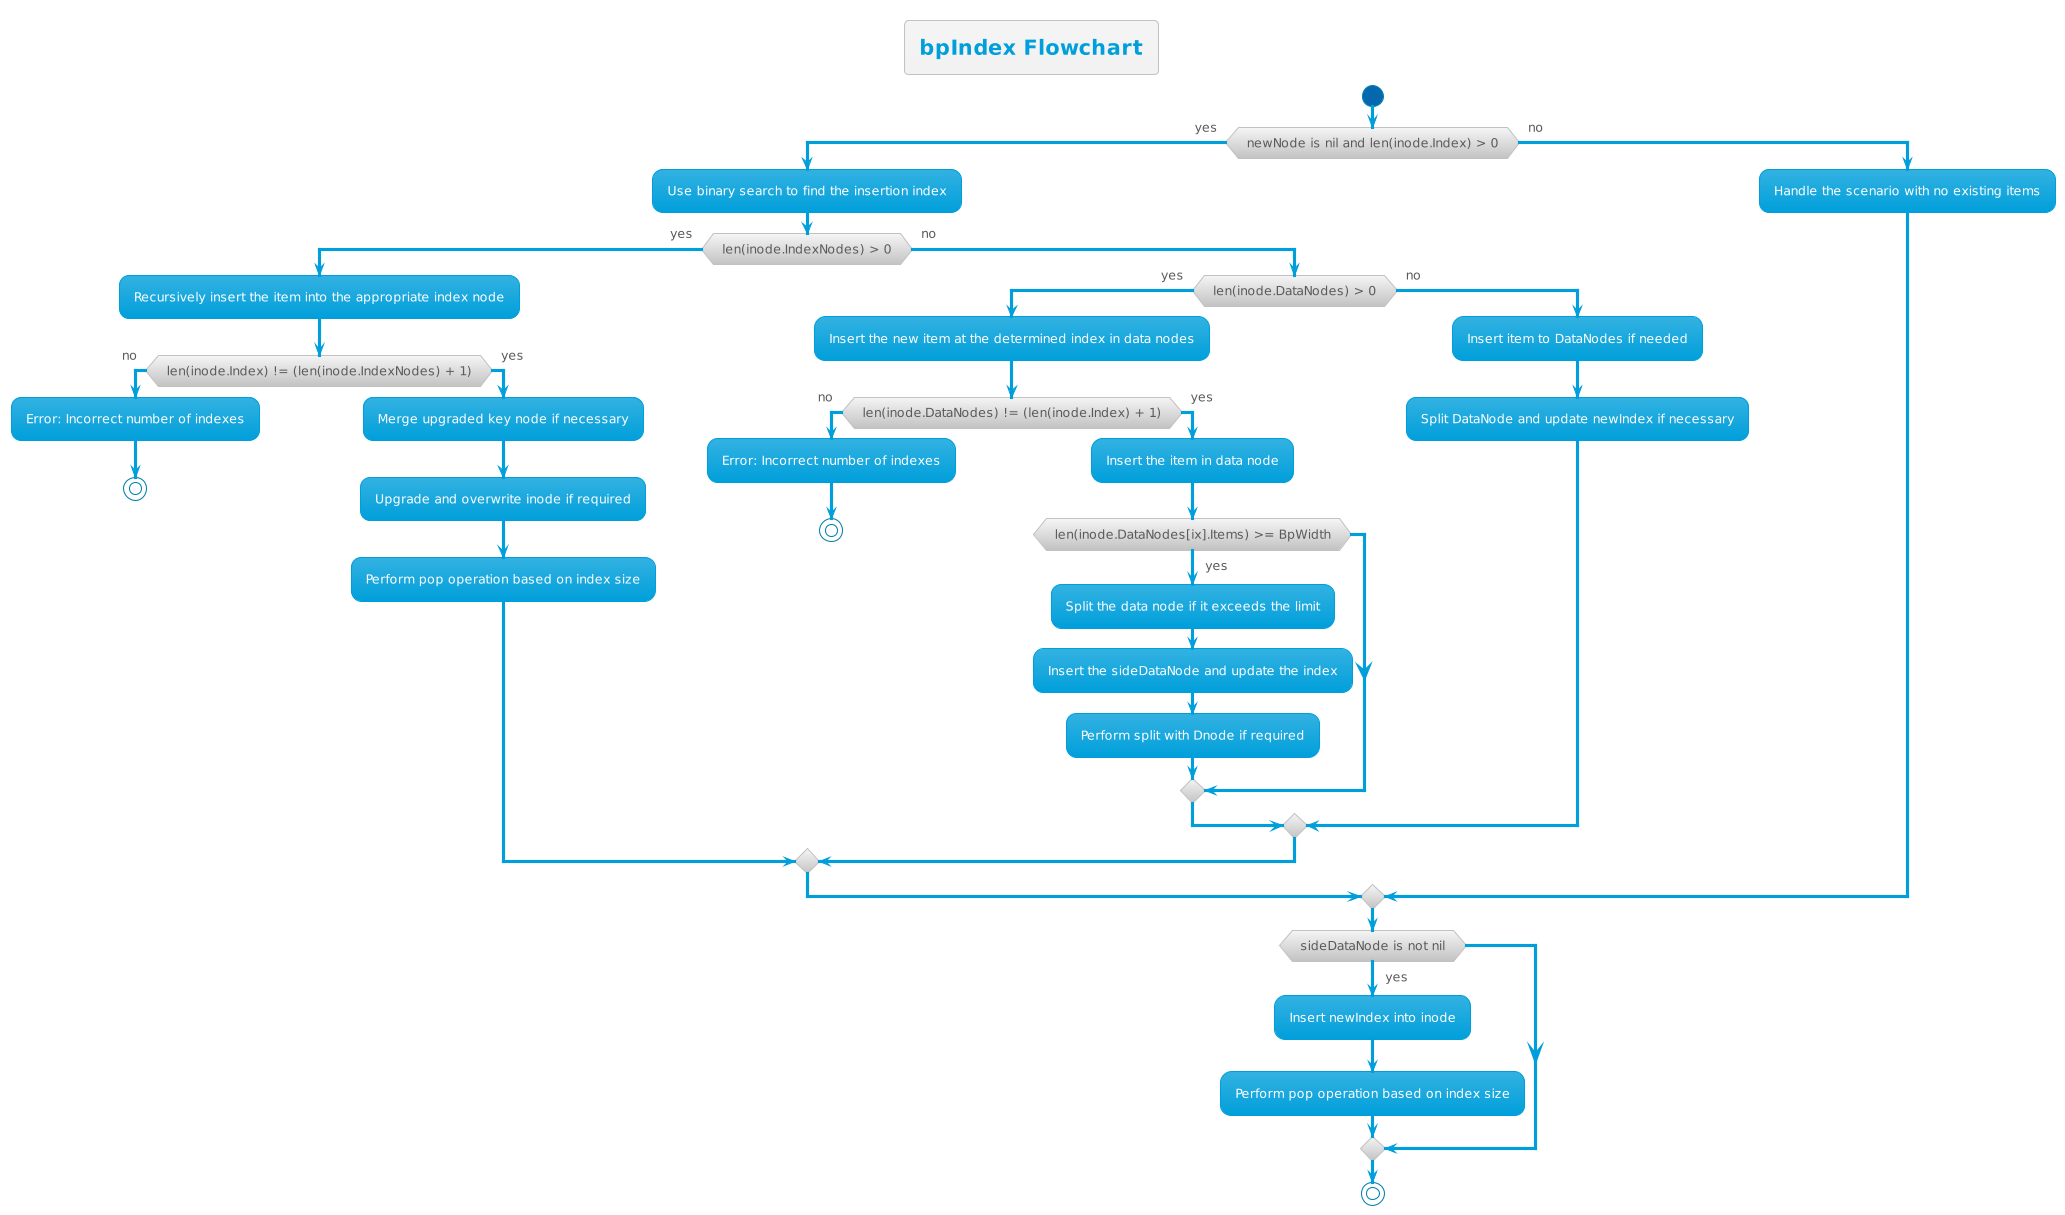 bpIndex Flowchart
yes
newNode is nil and len(inode.Index) > 0
no
Use binary search to find the insertion index
Handle the scenario with no existing items
yes
len(inode.IndexNodes) > 0
no
Recursively insert the item into the appropriate index node
yes
len(inode.DataNodes) > 0
no
Insert the new item at the determined index in data nodes
Insert item to DataNodes if needed
no
len(inode.Index) != (len(inode.IndexNodes) + 1)
yes
Error: Incorrect number of indexes
Merge upgraded key node if necessary
no
len(inode.DataNodes) != (len(inode.Index) + 1)
yes
Split DataNode and update newIndex if necessary
Error: Incorrect number of indexes
Insert the item in data node
Upgrade and overwrite inode if required
len(inode.DataNodes[ix].Items) >= BpWidth
yes
Perform pop operation based on index size
Split the data node if it exceeds the limit
Insert the sideDataNode and update the index
Perform split with Dnode if required
sideDataNode is not nil
yes
Insert newIndex into inode
Perform pop operation based on index size